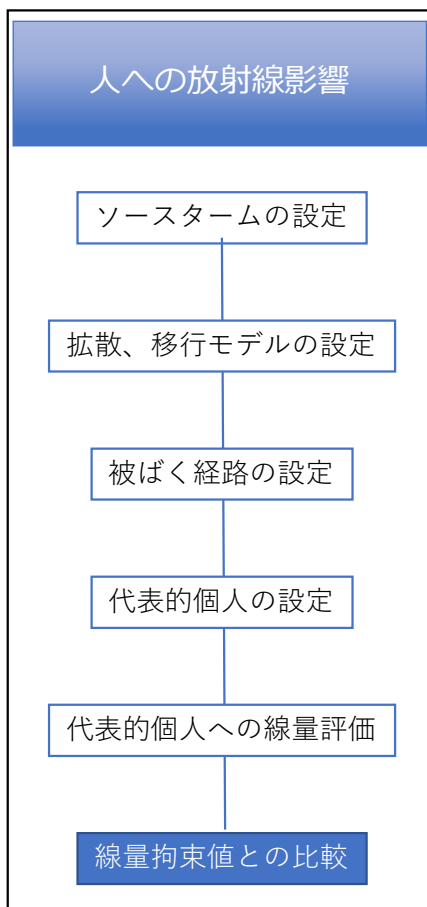 人への放射線影響
ソースタームの設定
拡散、移行モデルの設定
被ばく経路の設定
代表的個人の設定
代表的個人への線量評価
線量拘束値との比較